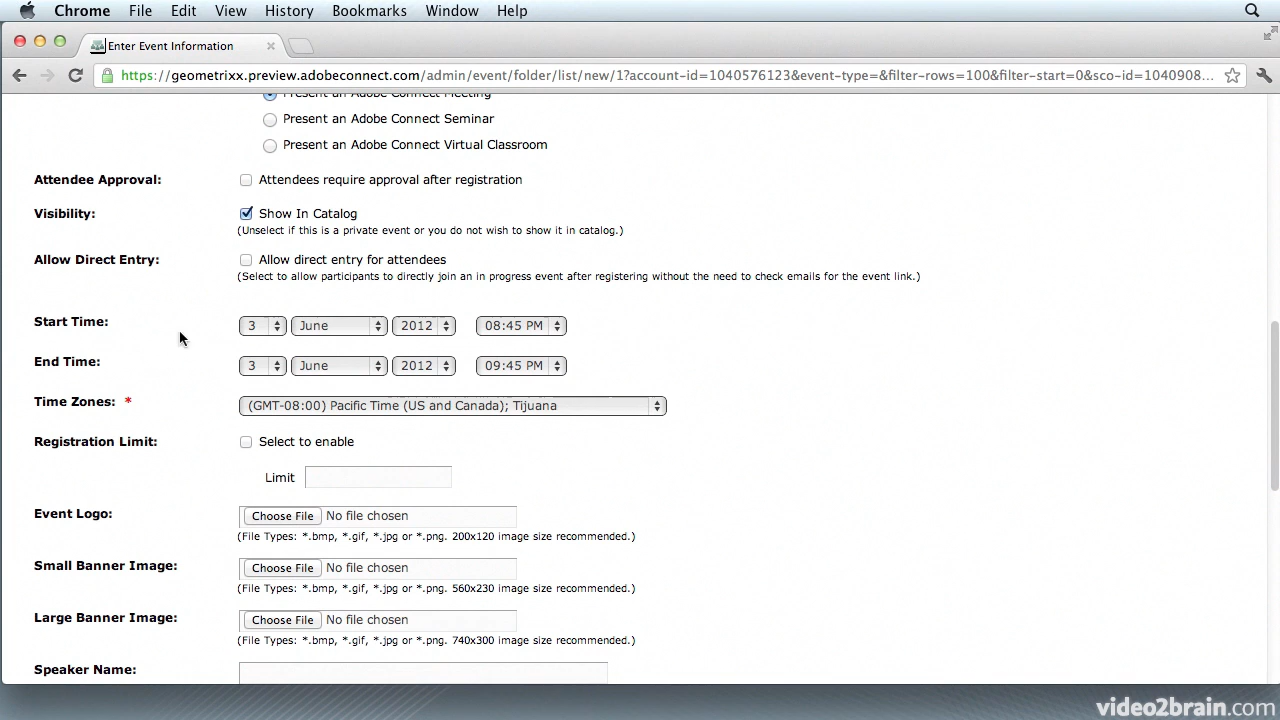 Chrome File Edit View History Bookmarks Window Help
Enter Event Information
https://geometrixx.preview.adobeconnect.com/admin/event/folder/list/new/1?account-id=1040576123&event-type=&filter-rows=100&filter-start=0&sco-id=1040908...
Present an Adobe Connect Meeting
Present an Adobe Connect Seminar
Present an Adobe Connect Virtual Classroom
Attendee Approval: Attendees require approval after registration
Visibility: Show In Catalog
(Unselect if this is a private event or you do not wish to show it in catalog.)
Allow Direct Entry: Allow direct entry for attendees
(Select to allow participants to directly join an in progress event after registering without the need to check emails for the event link.)
Start Time: 3 June 2012 08:45 PM
End Time: 3 June 2012 09:45 PM
Time Zones: * (GMT-08:00) Pacific Time (US and Canada); Tijuana
Registration Limit: Select to enable
Limit
Event Logo: Choose File No file chosen
(File Types: *.bmp, *.gif, *.jpg or *.png. 200x120 image size recommended.)
Small Banner Image: Choose File No file chosen
(File Types: *.bmp, *.gif, *.jpg or *.png. 560x230 image size recommended.)
Large Banner Image: Choose File No file chosen
(File Types: *.bmp, *.gif, *.jpg or *.png. 740x300 image size recommended.)
Speaker Name:
video2brain.com